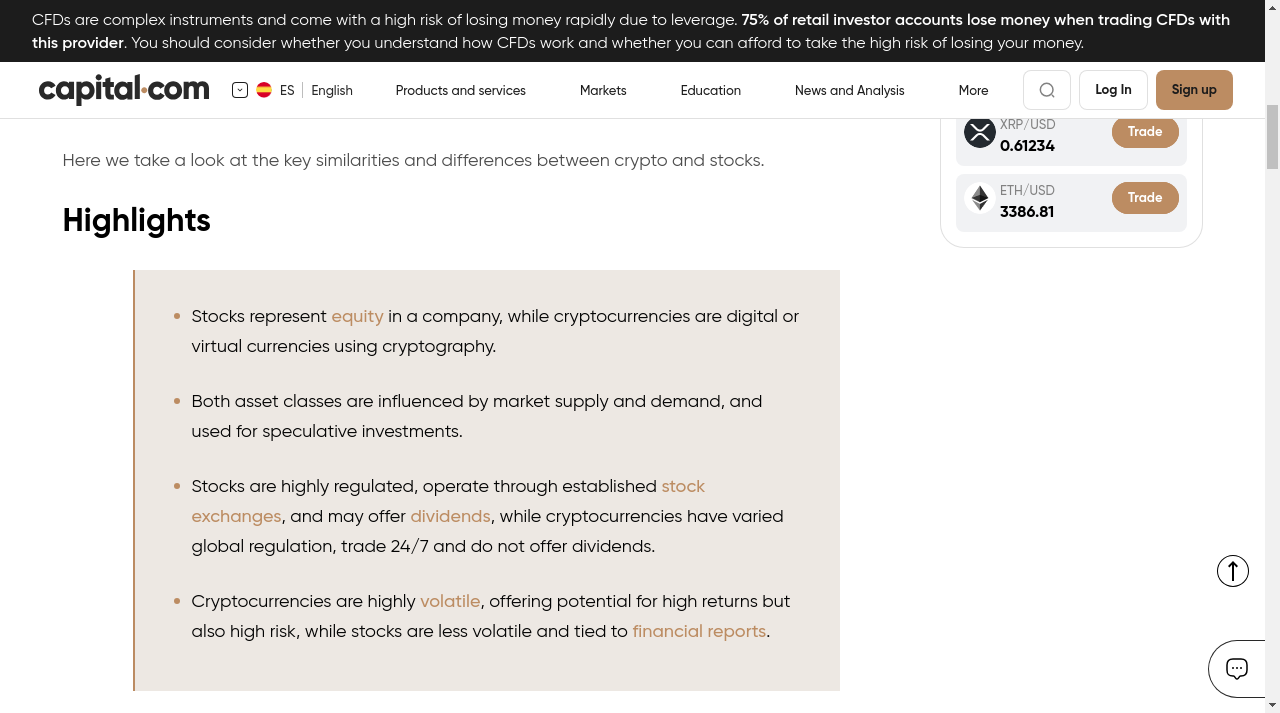 CFDs are complex instruments and come with a high risk of losing money rapidly due to leverage. 75% of retail investor accounts lose money when trading CFDs with
this provider. You should consider whether you understand how CFDs work and whether you can afford to take the high risk of losing your money.
capital.com
ES
English
Products and services
Markets
Education
News and Analysis
More
Log In
Sign up
XRP/USD
0.61234
Trade
Here we take a look at the key similarities and differences between crypto and stocks.
ETH/USD
3386.81
Trade
Highlights
Stocks represent equity in a company, while cryptocurrencies are digital or
virtual currencies using cryptography.
Both asset classes are influenced by market supply and demand, and
used for speculative investments.
Stocks are highly regulated, operate through established stock
exchanges, and may offer dividends, while cryptocurrencies have varied
global regulation, trade 24/7 and do not offer dividends.
Cryptocurrencies are highly volatile, offering potential for high returns but
also high risk, while stocks are less volatile and tied to financial reports.